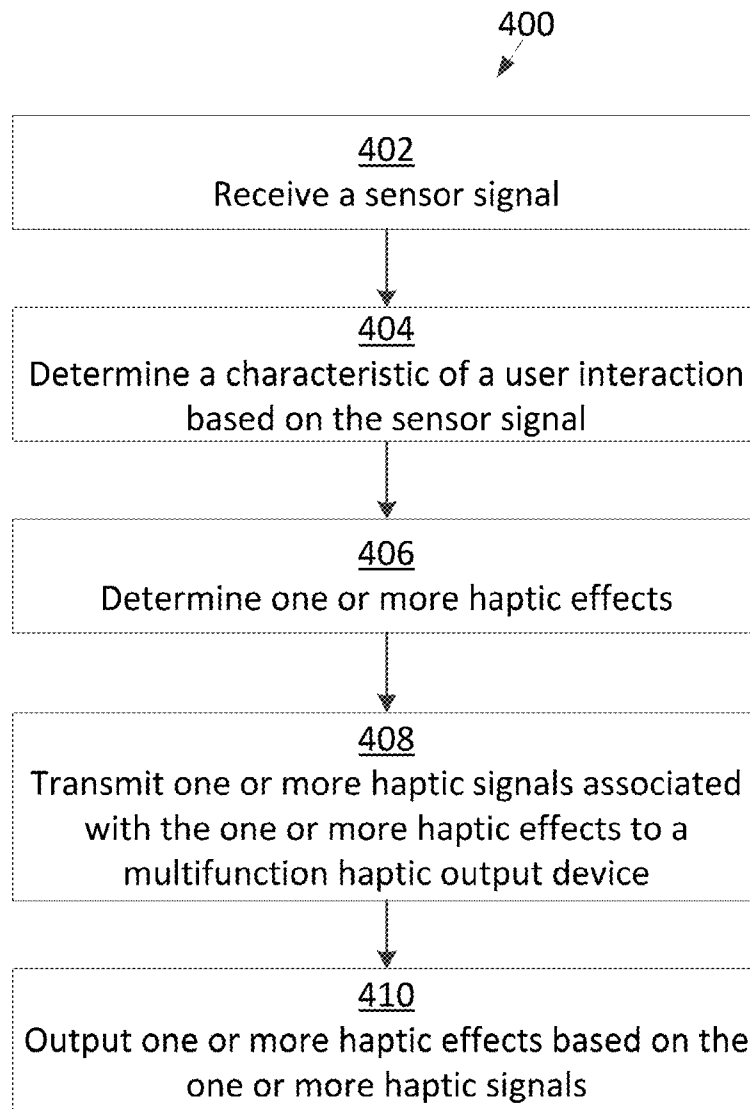 400
402
Receive a sensor signal
404
Determine a characteristic of a user interaction
based on the sensor signal
406
Determine one or more haptic effects
408
Transmit one or more haptic signals associated
with the one or more haptic effects to a
multifunction haptic output device
410
Output one or more haptic effects based on the
one or more haptic signals